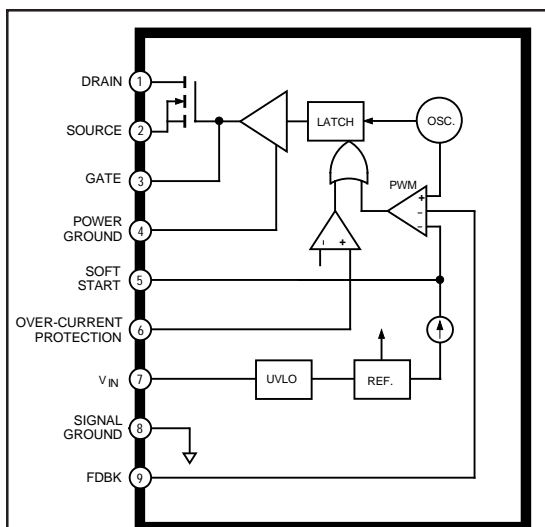 DRAIN 1
SOURCE 2
GATE 3
POWER
GROUND 4
SOFT
START 5
OVER-CURRENT
PROTECTION 6
V IN 7
SIGNAL
GROUND 8
FDBK 9
LATCH
OSC.
PWM
+
–
–
– +
UVLO
REF.